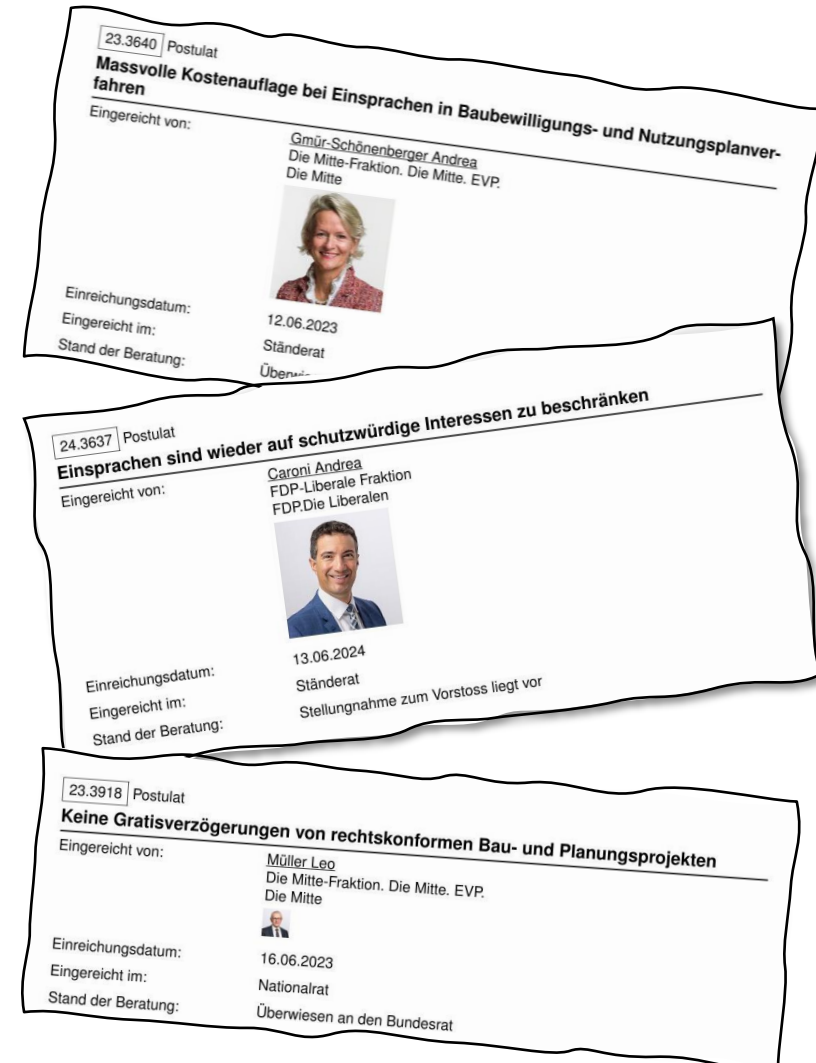 23.3640 Postulat
Massvolle Kostenauflage bei Einsprachen in Baubewilligungs- und Nutzungsplanver-
fahren
Eingereicht von:
Gmür-Schönenberger Andrea
Die Mitte-Fraktion. Die Mitte. EVP.
Die Mitte
Einreichungsdatum:
12.06.2023
Eingereicht im:
Ständerat
Stand der Beratung:
24.3637 Postulat
Einsprachen sind wieder auf schutzwürdige Interessen zu beschränken
Eingereicht von:
Caroni Andrea
FDP-Liberale Fraktion
FDP.Die Liberalen
Einreichungsdatum:
13.06.2024
Eingereicht im:
Ständerat
Stand der Beratung:
Stellungnahme zum Vorstoss liegt vor
23.3918 Postulat
Keine Gratisverzögerungen von rechtskonformen Bau- und Planungsprojekten
Eingereicht von:
Müller Leo
Die Mitte-Fraktion. Die Mitte. EVP.
Die Mitte
Einreichungsdatum:
16.06.2023
Eingereicht im:
Nationalrat
Stand der Beratung:
Überwiesen an den Bundesrat